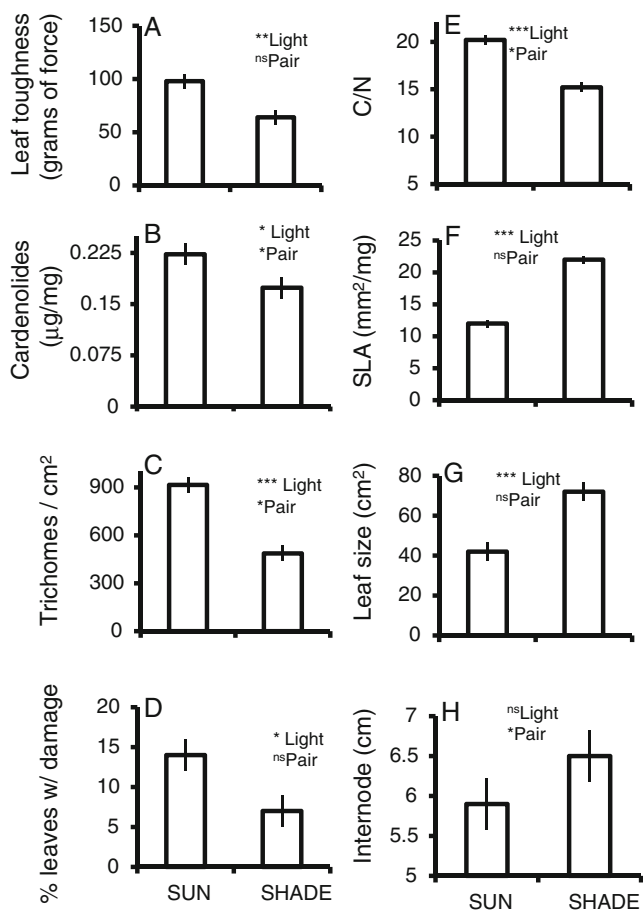 A
**Light
nsPair
Leaf toughness
(grams of force)
150
100
50
0
E
***Light
*Pair
C/N
20
15
10
5
B
* Light
*Pair
Cardenolides
(µg/mg)
0.225
0.15
0.075
0
F
*** Light
nsPair
SLA (mm²/mg)
25
20
15
10
5
0
C
*** Light
*Pair
Trichomes / cm²
900
600
300
0
G
*** Light
nsPair
Leaf size (cm²)
80
60
40
20
0
D
* Light
nsPair
% leaves w/ damage
20
15
10
5
0
SUN SHADE
H
nsLight
*Pair
Internode (cm)
7
6.5
6
5.5
5
SUN SHADE